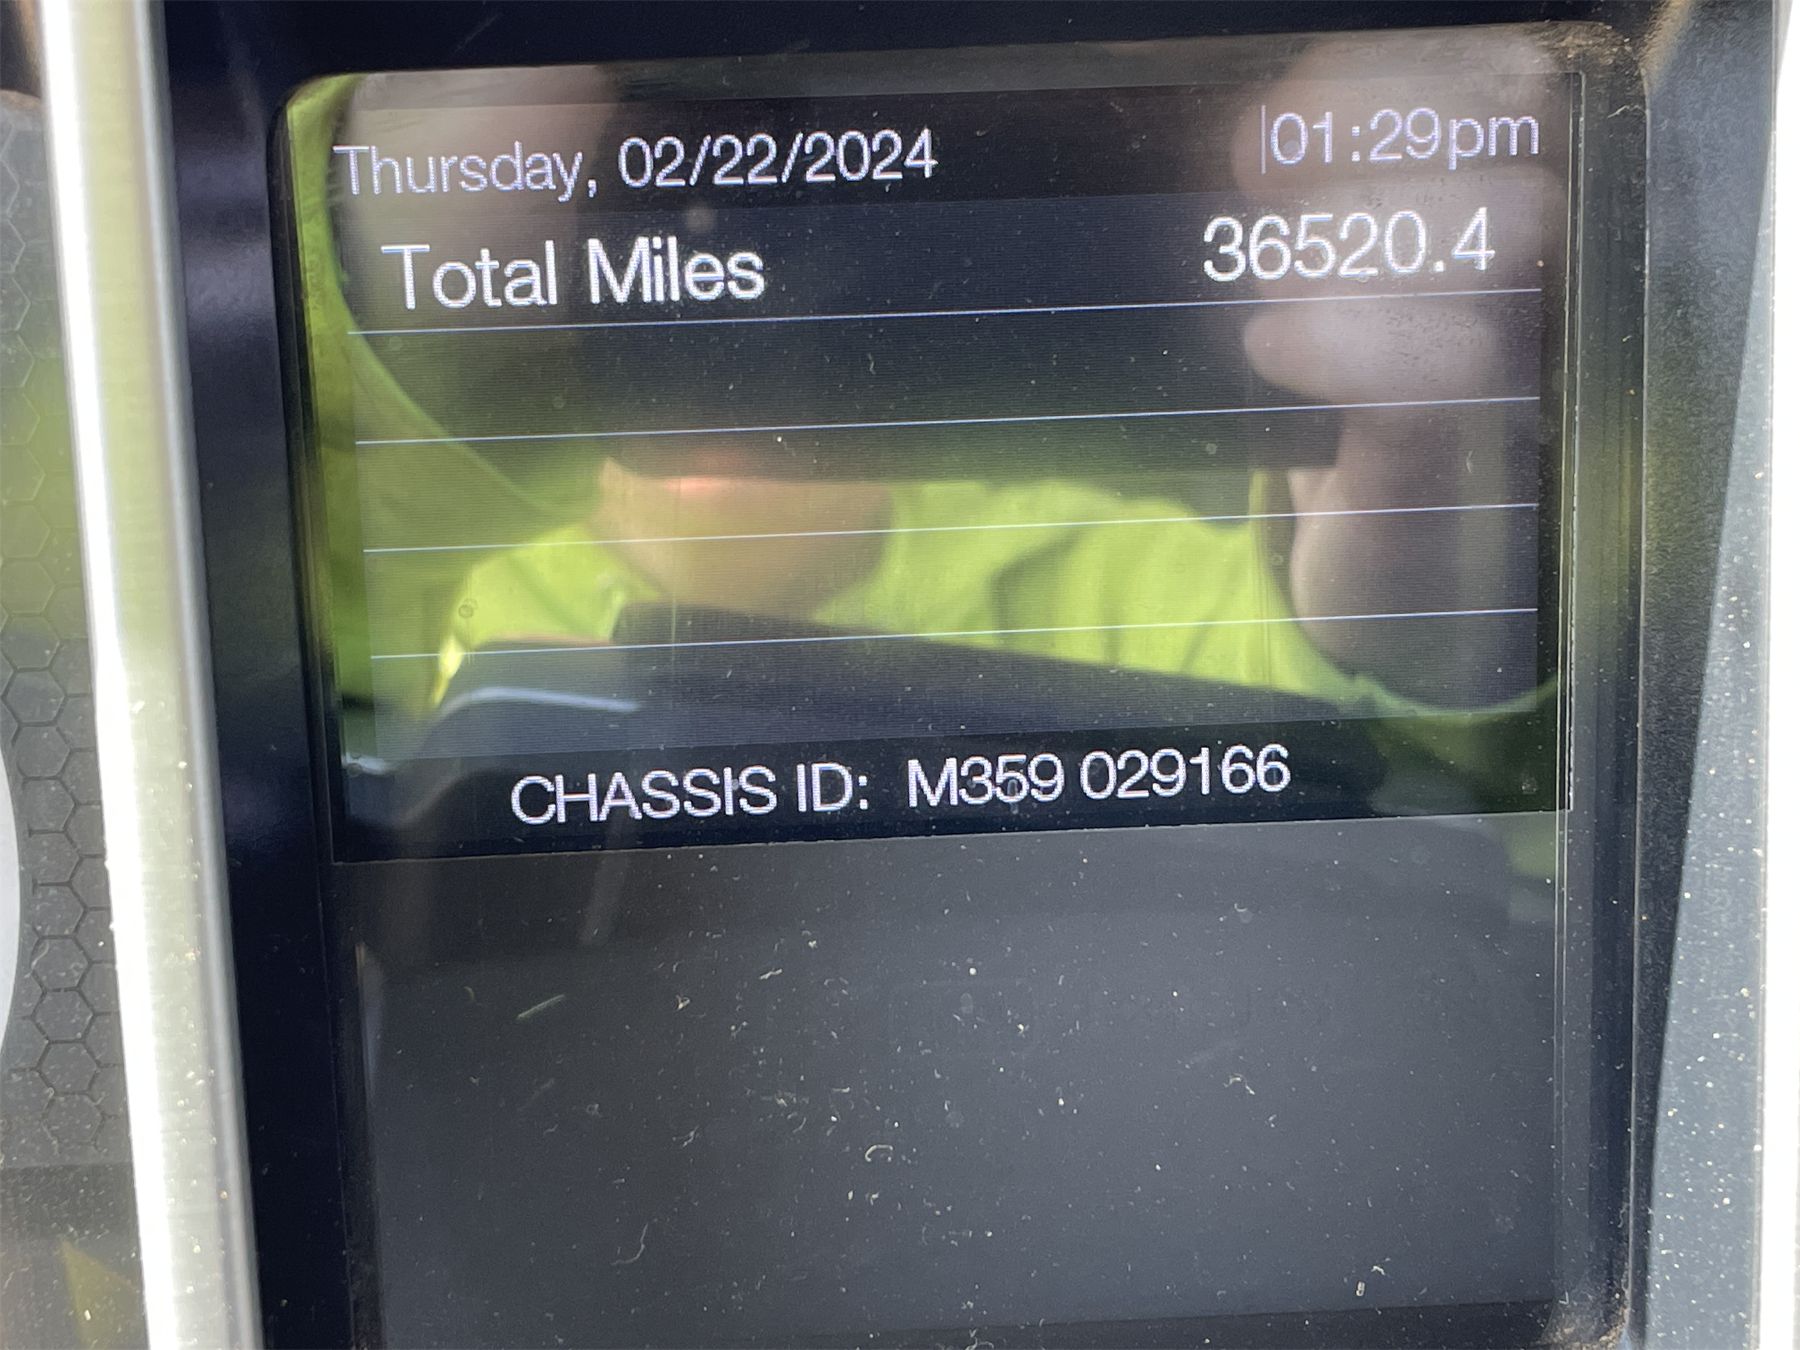 Thursday, 02/22/2024 01:29pm
Total Miles 36520.4
CHASSIS ID: M359 029166